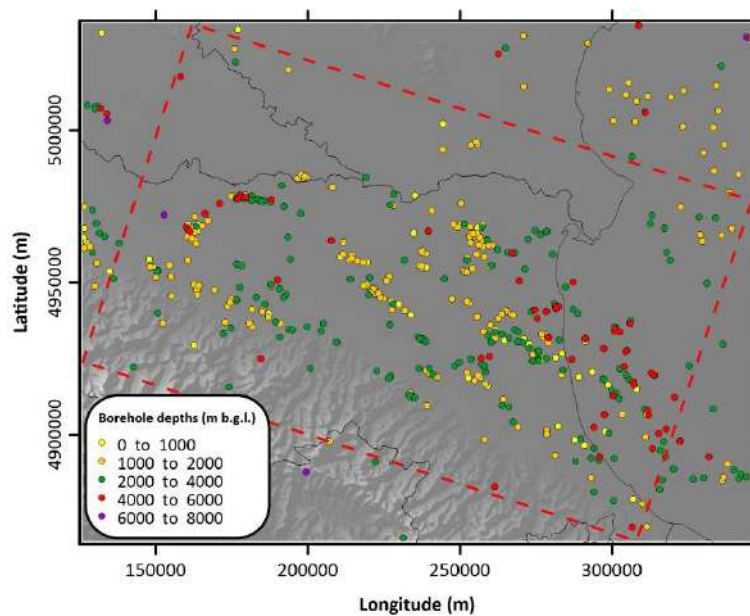 5000000
4950000
4900000
Latitude (m)
Borehole depths (m b.g.l.)
0 to 1000
1000 to 2000
2000 to 4000
4000 to 6000
6000 to 8000
150000 200000 250000 300000
Longitude (m)